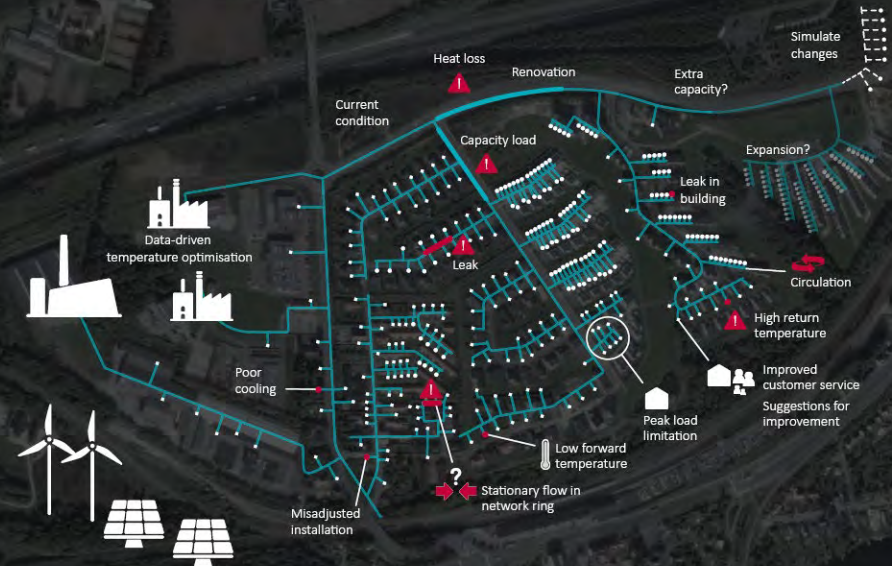 Simulate
changes
Heat loss
Renovation
Extra
capacity?
Current
condition
Capacity load
Expansion?
Leak in
building
Data-driven
temperature optimisation
Leak
Circulation
High return
temperature
Poor
cooling
Improved
customer service
Suggestions for
improvement
Peak load
limitation
Low forward
temperature
?
Stationary flow in
network ring
Misadjusted
installation